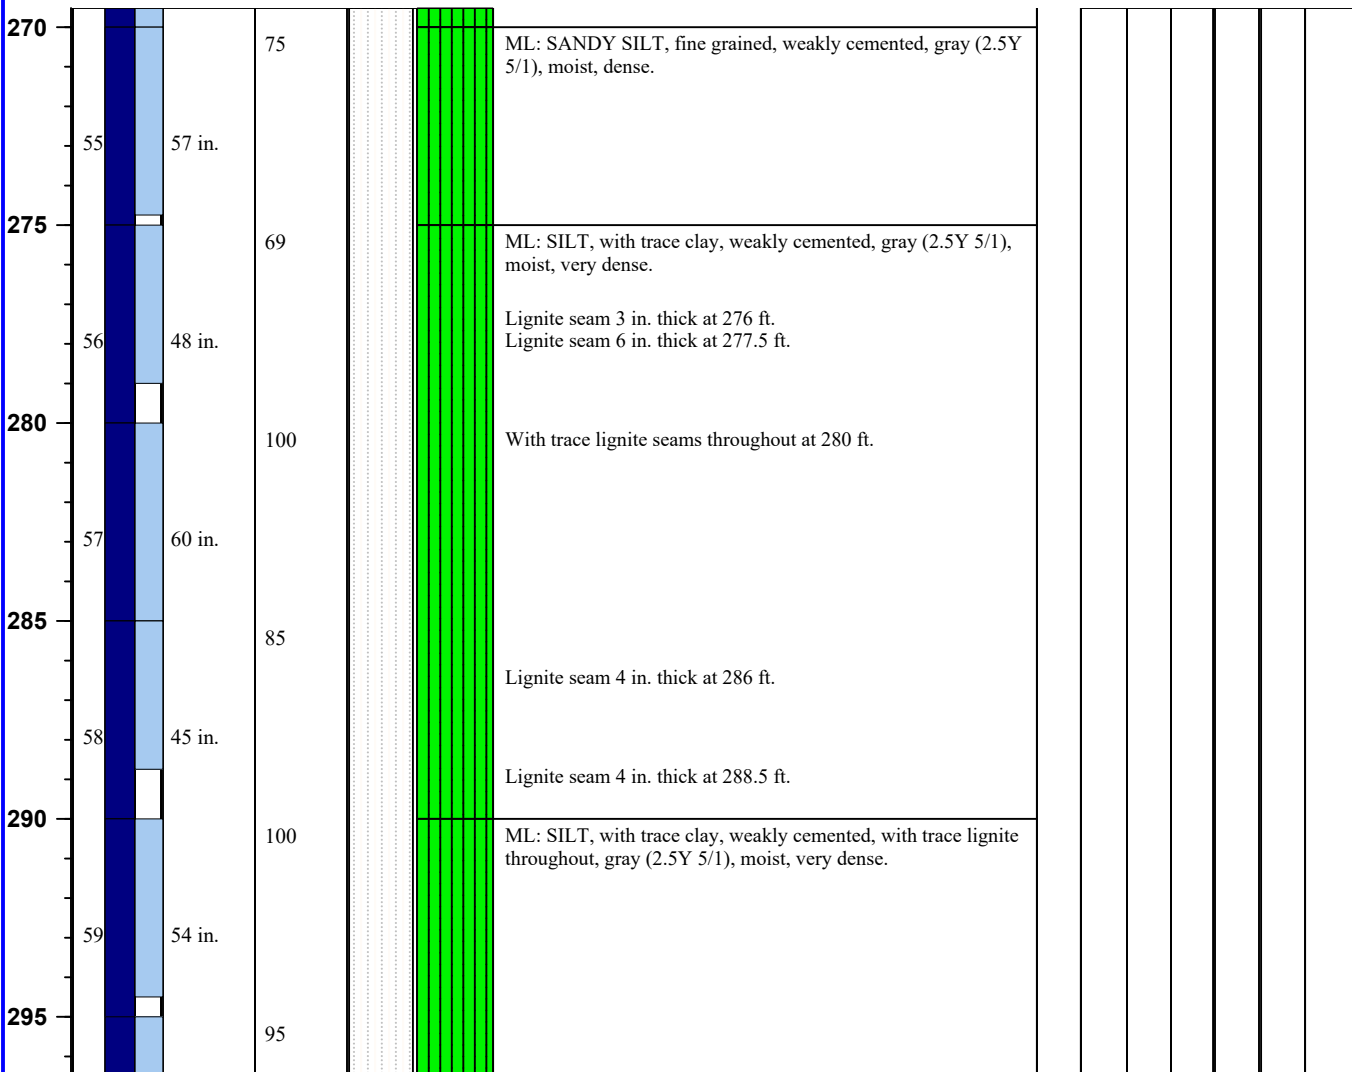 270
75
ML: SANDY SILT, fine grained, weakly cemented, gray (2.5Y
5/1), moist, dense.
55
57 in.
275
69
ML: SILT, with trace clay, weakly cemented, gray (2.5Y 5/1),
moist, very dense.
Lignite seam 3 in. thick at 276 ft.
56
48 in.
Lignite seam 6 in. thick at 277.5 ft.
280
100
With trace lignite seams throughout at 280 ft.
57
60 in.
285
85
Lignite seam 4 in. thick at 286 ft.
58
45 in.
Lignite seam 4 in. thick at 288.5 ft.
290
100
ML: SILT, with trace clay, weakly cemented, with trace lignite
throughout, gray (2.5Y 5/1), moist, very dense.
59
54 in.
295
95